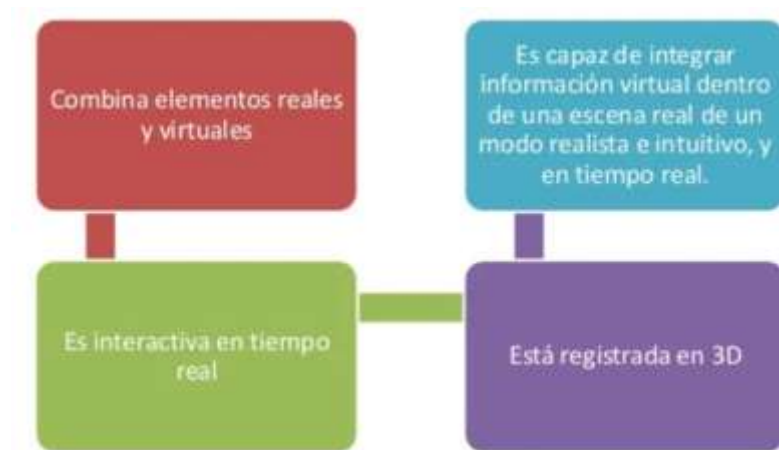 Combina elementos reales
y virtuales
Es interactiva en tiempo
real
Está registrada en 3D
Es capaz de integrar
información virtual dentro
de una escena real de un
modo realista e intuitivo, y
en tiempo real.